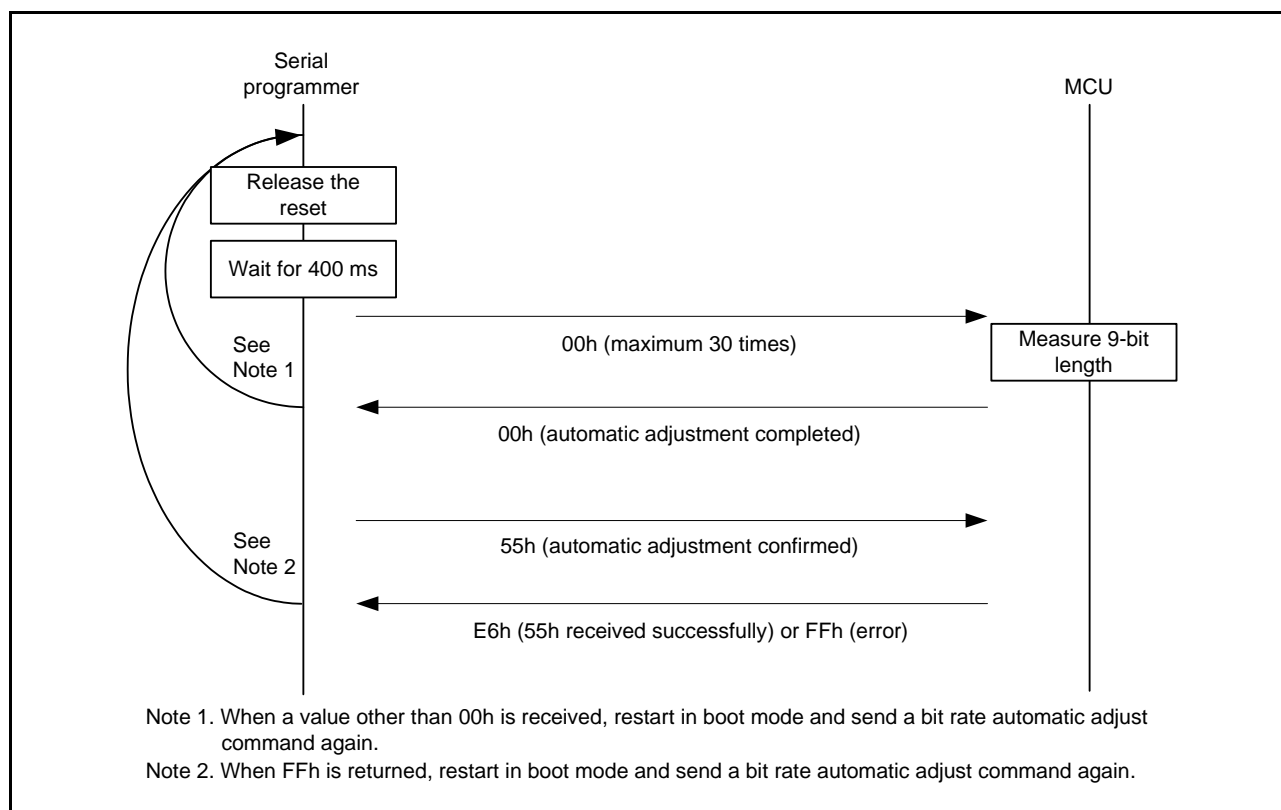 Serial
programmer
MCU
Release the
reset
Wait for 400 ms
See
Note 1
00h (maximum 30 times)
Measure 9-bit
length
00h (automatic adjustment completed)
See
Note 2
55h (automatic adjustment confirmed)
E6h (55h received successfully) or FFh (error)
Note 1. When a value other than 00h is received, restart in boot mode and send a bit rate automatic adjust
command again.
Note 2. When FFh is returned, restart in boot mode and send a bit rate automatic adjust command again.